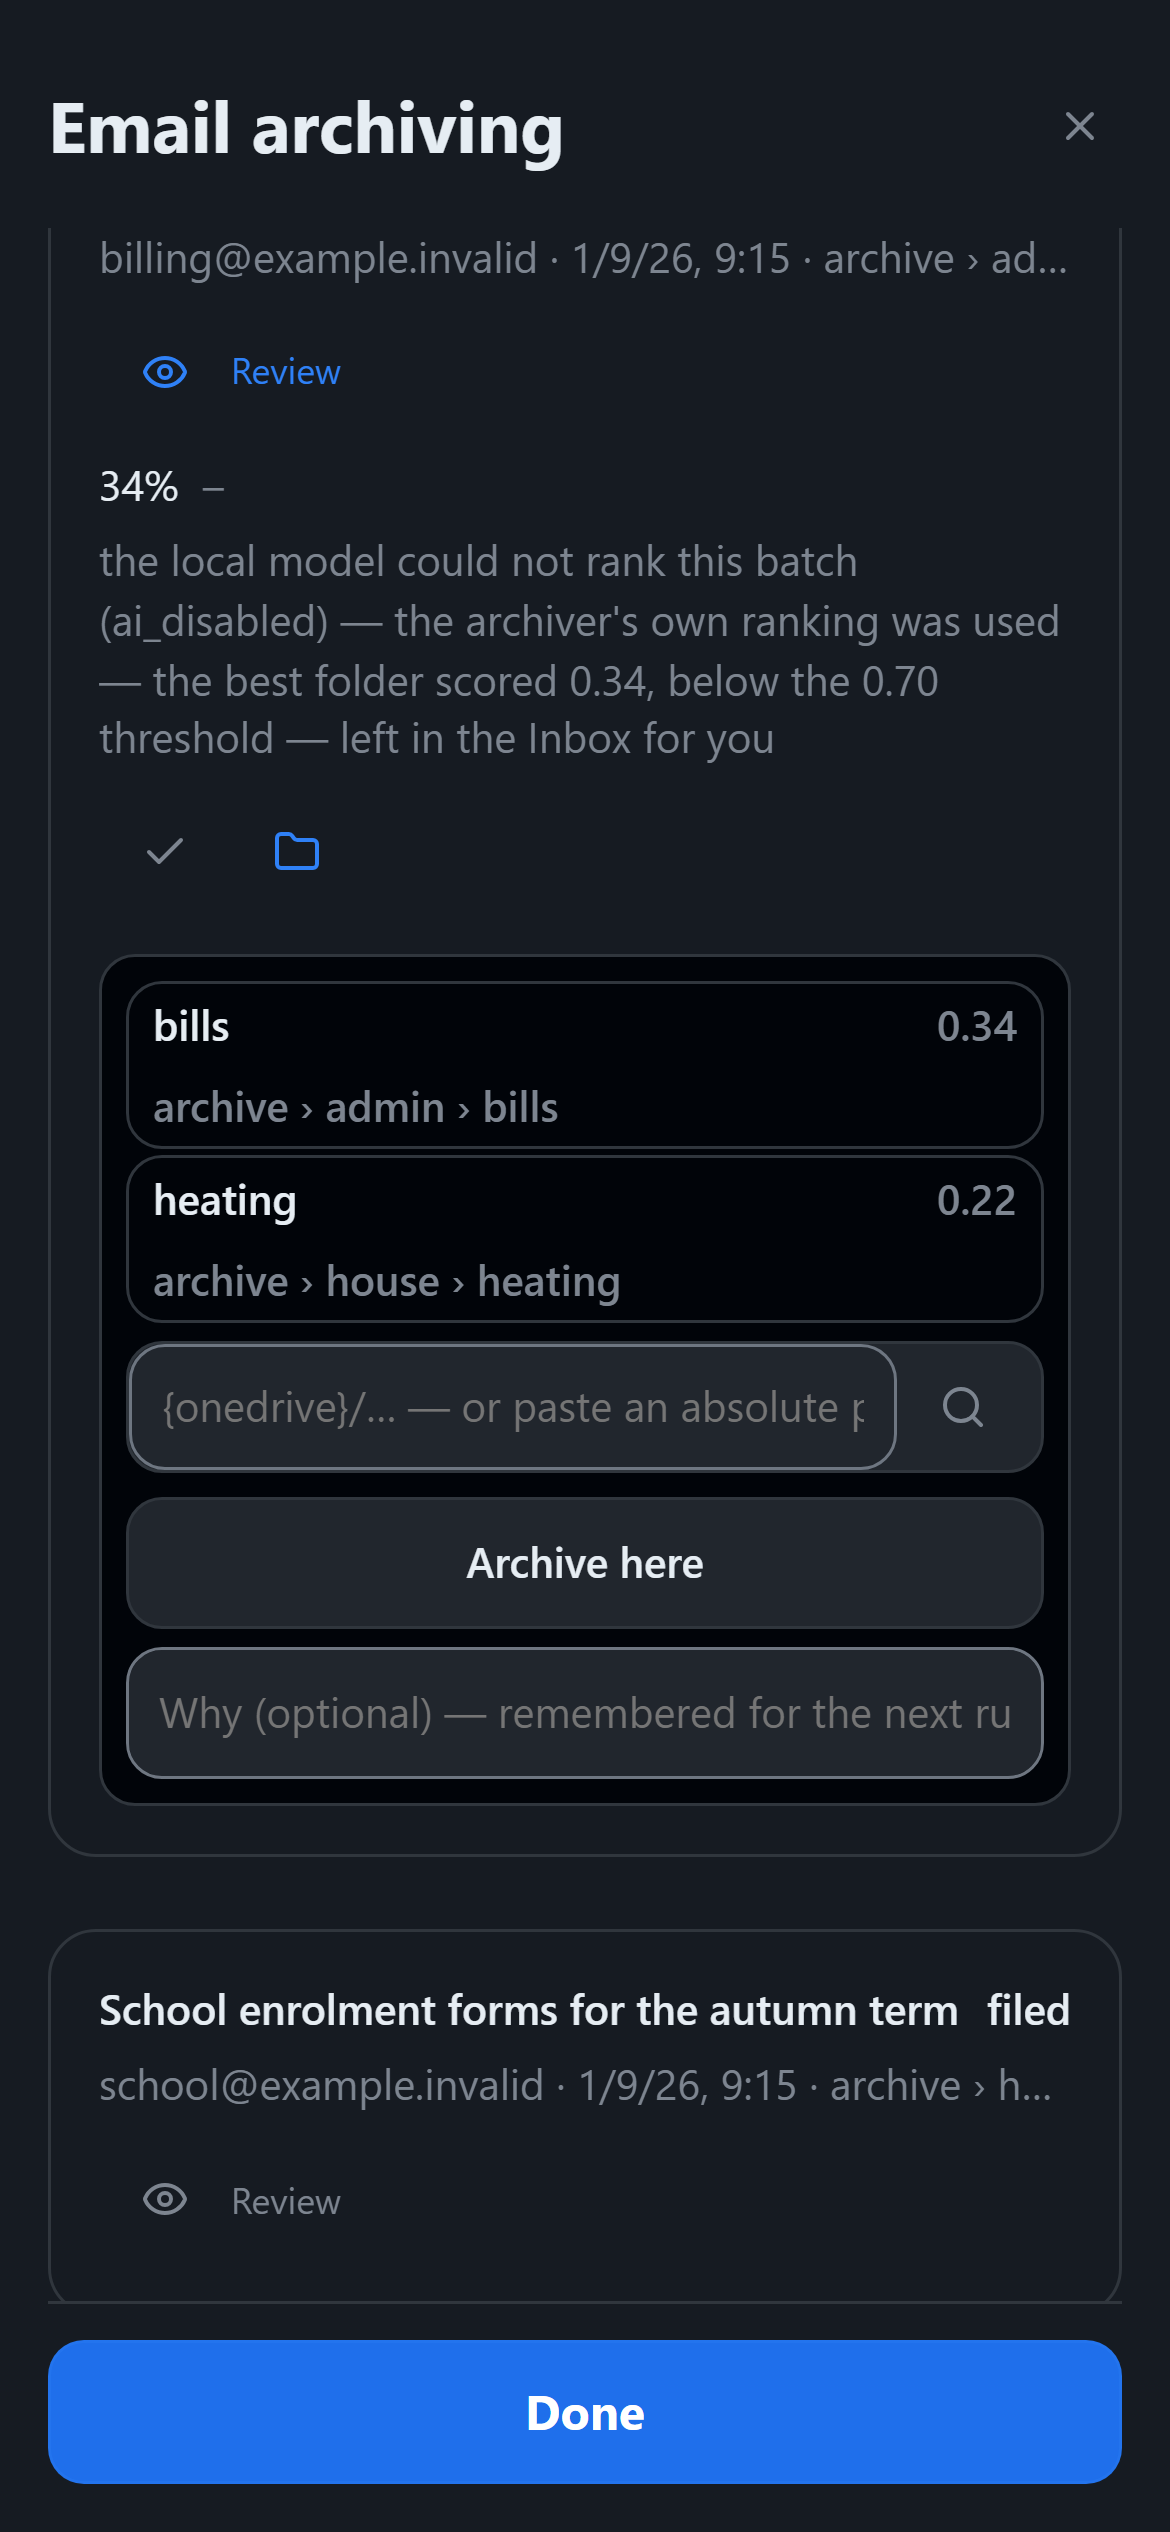 Email archiving
billing@example.invalid · 1/9/26, 9:15 · archive › ad...
Review
34% –
the local model could not rank this batch
(ai_disabled) — the archiver's own ranking was used
— the best folder scored 0.34, below the 0.70
threshold — left in the Inbox for you
bills 0.34
archive › admin › bills
heating 0.22
archive › house › heating
{onedrive}/... — or paste an absolute
Archive here
Why (optional) — remembered for the next ru
School enrolment forms for the autumn term filed
school@example.invalid · 1/9/26, 9:15 · archive › h...
Review
Done